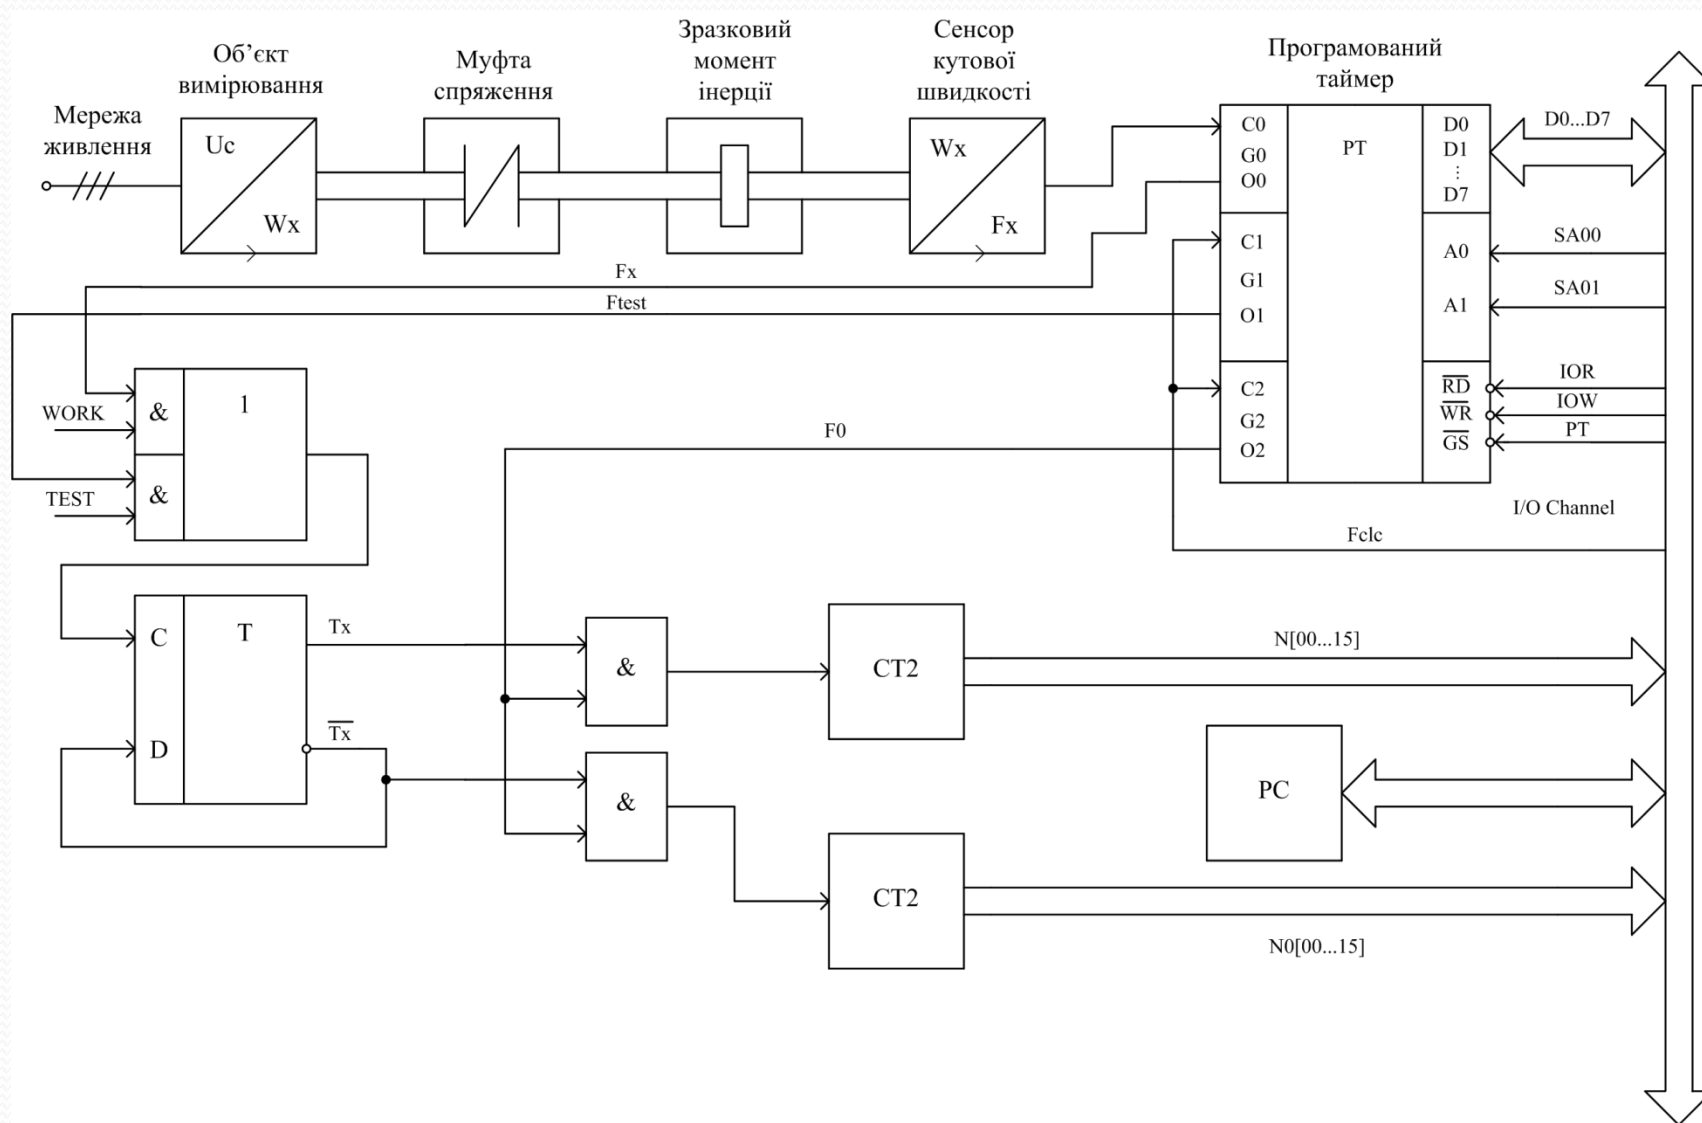 Мережа
живлення
Об’єкт
вимірювання
Муфта
спряження
Зразковий
момент
інерції
Сенсор
кутової
швидкості
Програмований
таймер
Uc
Wx
Wx
Fx
C0
G0
O0
C1
G1
O1
C2
G2
O2
PT
D0
D1
⋮
D7
A0
A1
RD
WR
GS
D0...D7
SA00
SA01
IOR
IOW
PT
I/O Channel
Fclc
Fx
Ftest
F0
WORK
TEST
&
&
1
C
D
T
Tx
Tx
&
&
CT2
CT2
N[00...15]
PC
N0[00...15]